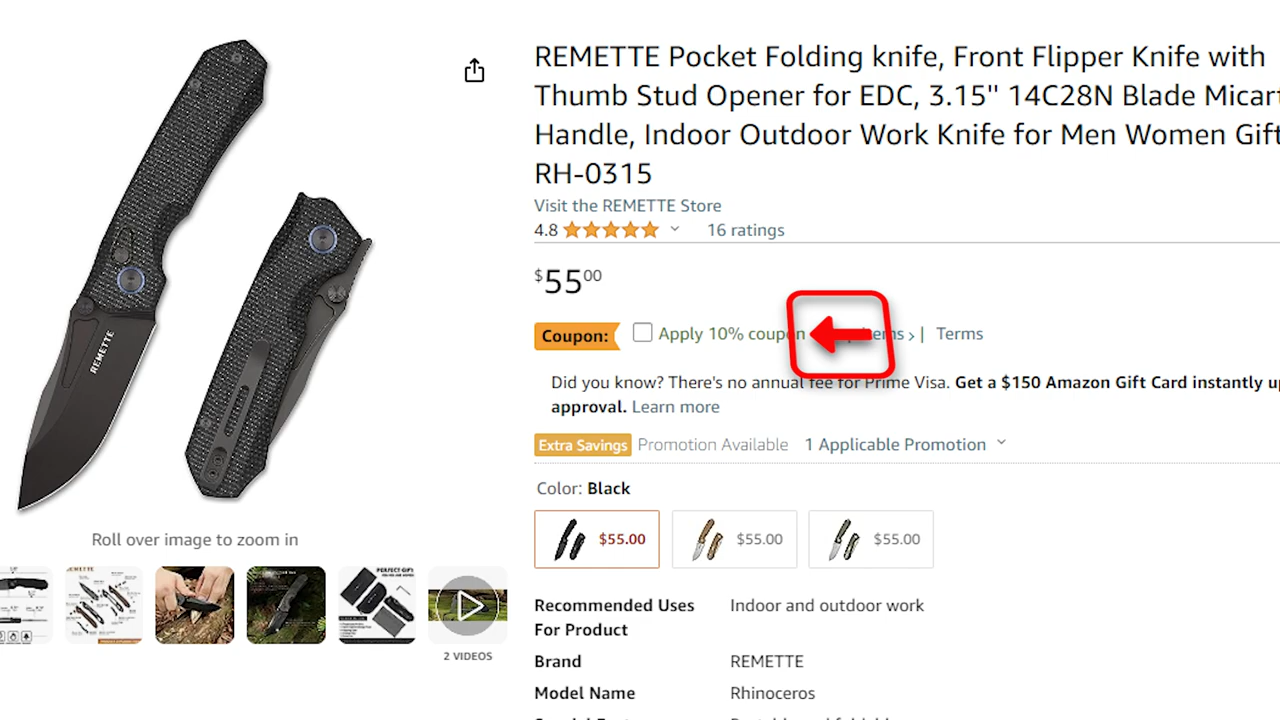 REMETTE Pocket Folding knife, Front Flipper Knife with
Thumb Stud Opener for EDC, 3.15" 14C28N Blade
Handle, Indoor Outdoor Work Knife for Men Women
RH-0315
Visit the REMETTE Store
4.8 16 ratings
$5500
Coupon: Apply 10% coupon | Terms
Did you know? There's no annual fee for Prime Visa. Get a $150 Amazon Gift Card instantly
approval. Learn more
Extra Savings Promotion Available 1 Applicable Promotion
Color: Black
$55.00 $55.00 $55.00
Recommended Uses Indoor and outdoor work
For Product
Brand REMETTE
Model Name Rhinoceros
REMETTE
Roll over image to zoom in
PERFECT GIFT
2 VIDEOS